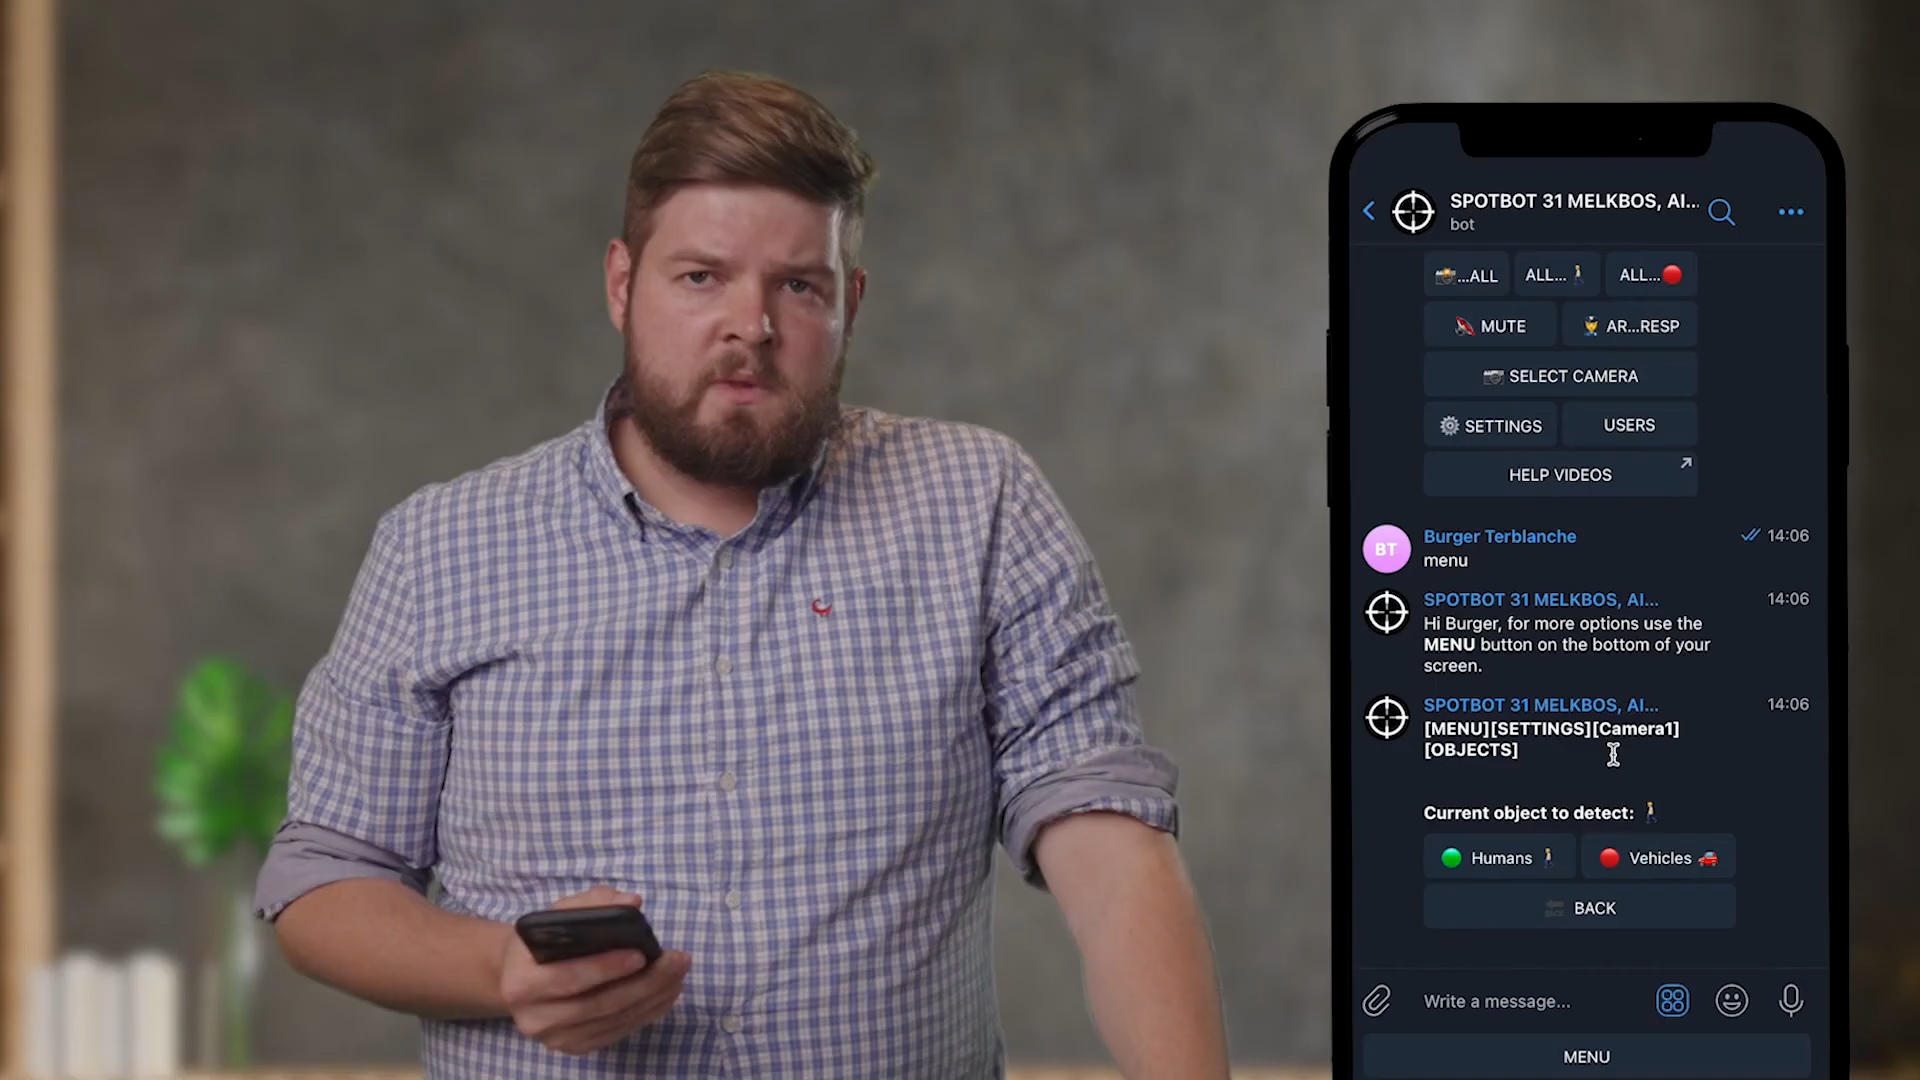 SPOTBOT 31 MELKBOS, AI...
bot
...ALL
ALL...
ALL...
MUTE
AR...RESP
SELECT CAMERA
SETTINGS
USERS
HELP VIDEOS
Burger Terblanche
14:06
BT
menu
SPOTBOT 31 MELKBOS, AI...
14:06
Hi Burger, for more options use the
MENU button on the bottom of your
screen.
SPOTBOT 31 MELKBOS, AI...
14:06
[MENU][SETTINGS][Camera1]
[OBJECTS]
Current object to detect:
Humans
Vehicles
BACK
Write a message...
MENU